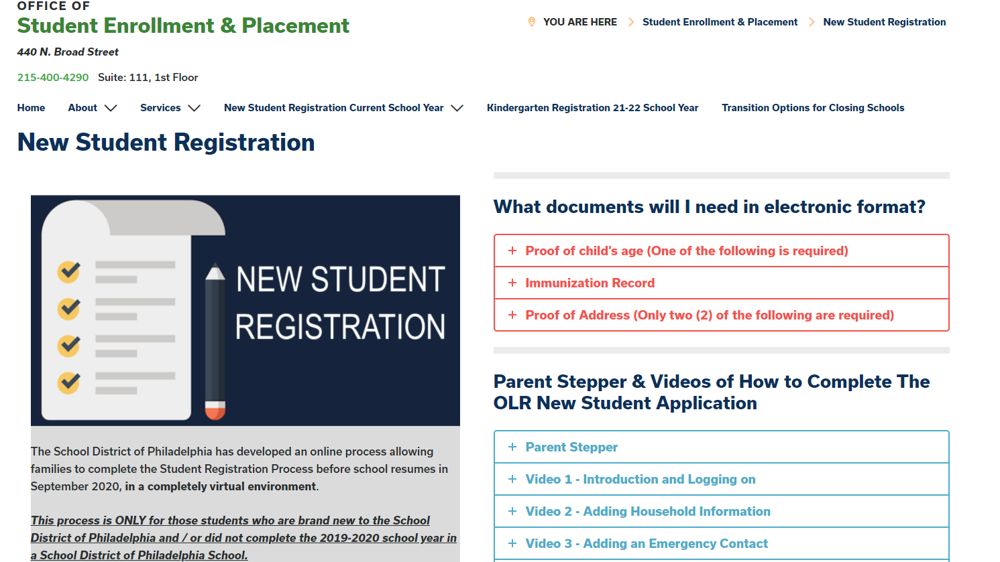 OFFICE OF
Student Enrollment & Placement
440 N. Broad Street
215-400-4290 Suite: 111, 1st Floor
YOU ARE HERE Student Enrollment & Placement New Student Registration
Home About Services New Student Registration Current School Year Kindergarten Registration 21-22 School Year Transition Options for Closing Schools
New Student Registration
NEW STUDENT
REGISTRATION
The School District of Philadelphia has developed an online process allowing
families to complete the Student Registration Process before school resumes in
September 2020, in a completely virtual environment.
This process is ONLY for those students who are brand new to the School
District of Philadelphia and / or did not complete the 2019-2020 school year in
a School District of Philadelphia School.
What documents will I need in electronic format?
+ Proof of child's age (One of the following is required)
+ Immunization Record
+ Proof of Address (Only two (2) of the following are required)
Parent Stepper & Videos of How to Complete The
OLR New Student Application
+ Parent Stepper
+ Video 1 - Introduction and Logging on
+ Video 2 - Adding Household Information
+ Video 3 - Adding an Emergency Contact